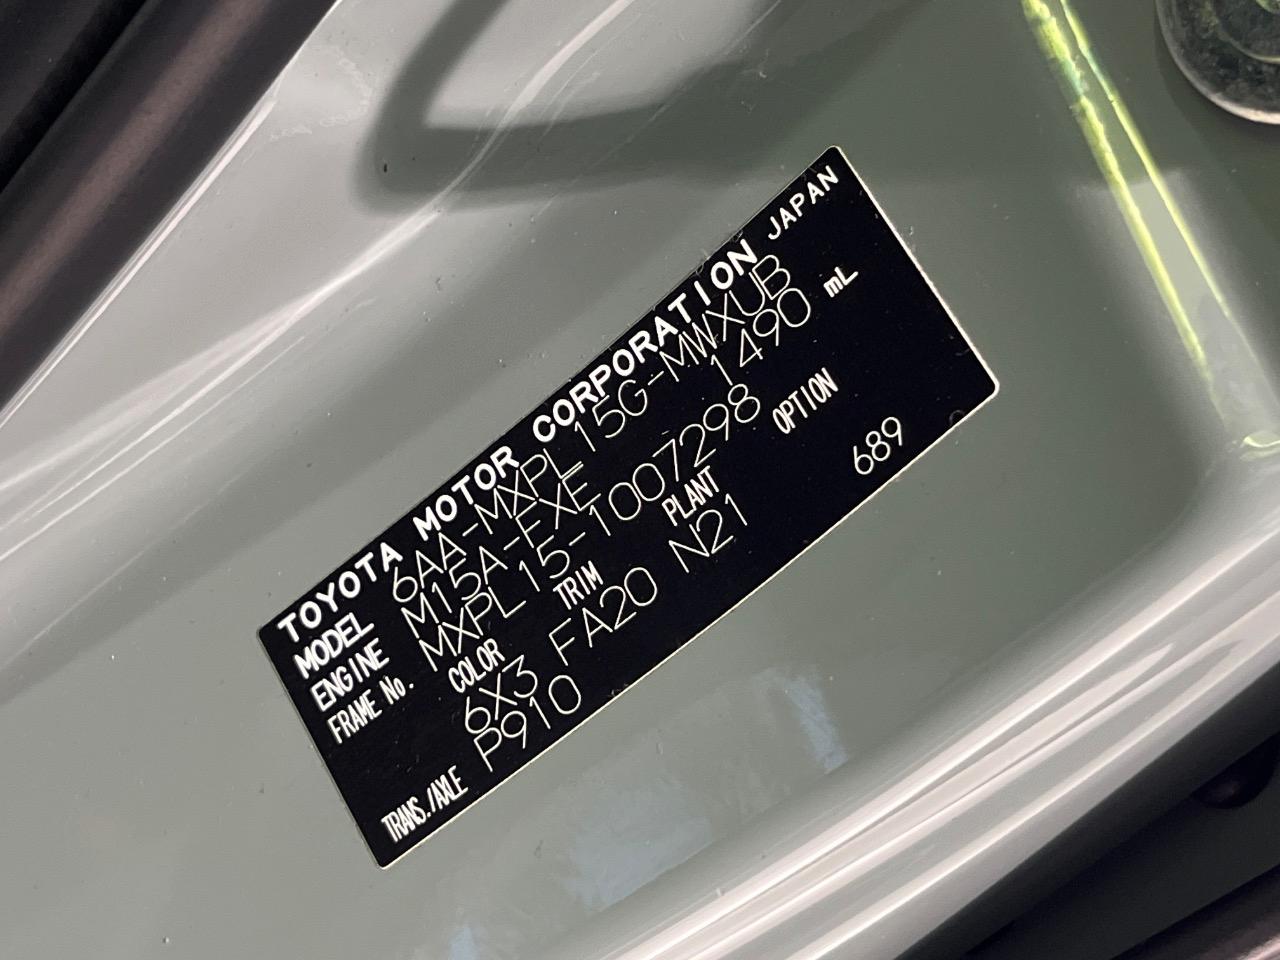 TOYOTA MOTOR CORPORATION JAPAN
MODEL 6AA-MXPL15G-MWXUB
ENGINE M15A-FXE 1490 mL
FRAME No. MXPL15-1007298
COLOR TRIM PLANT OPTION
6X3 FA20 N21 689
TRANS./AXLE P910